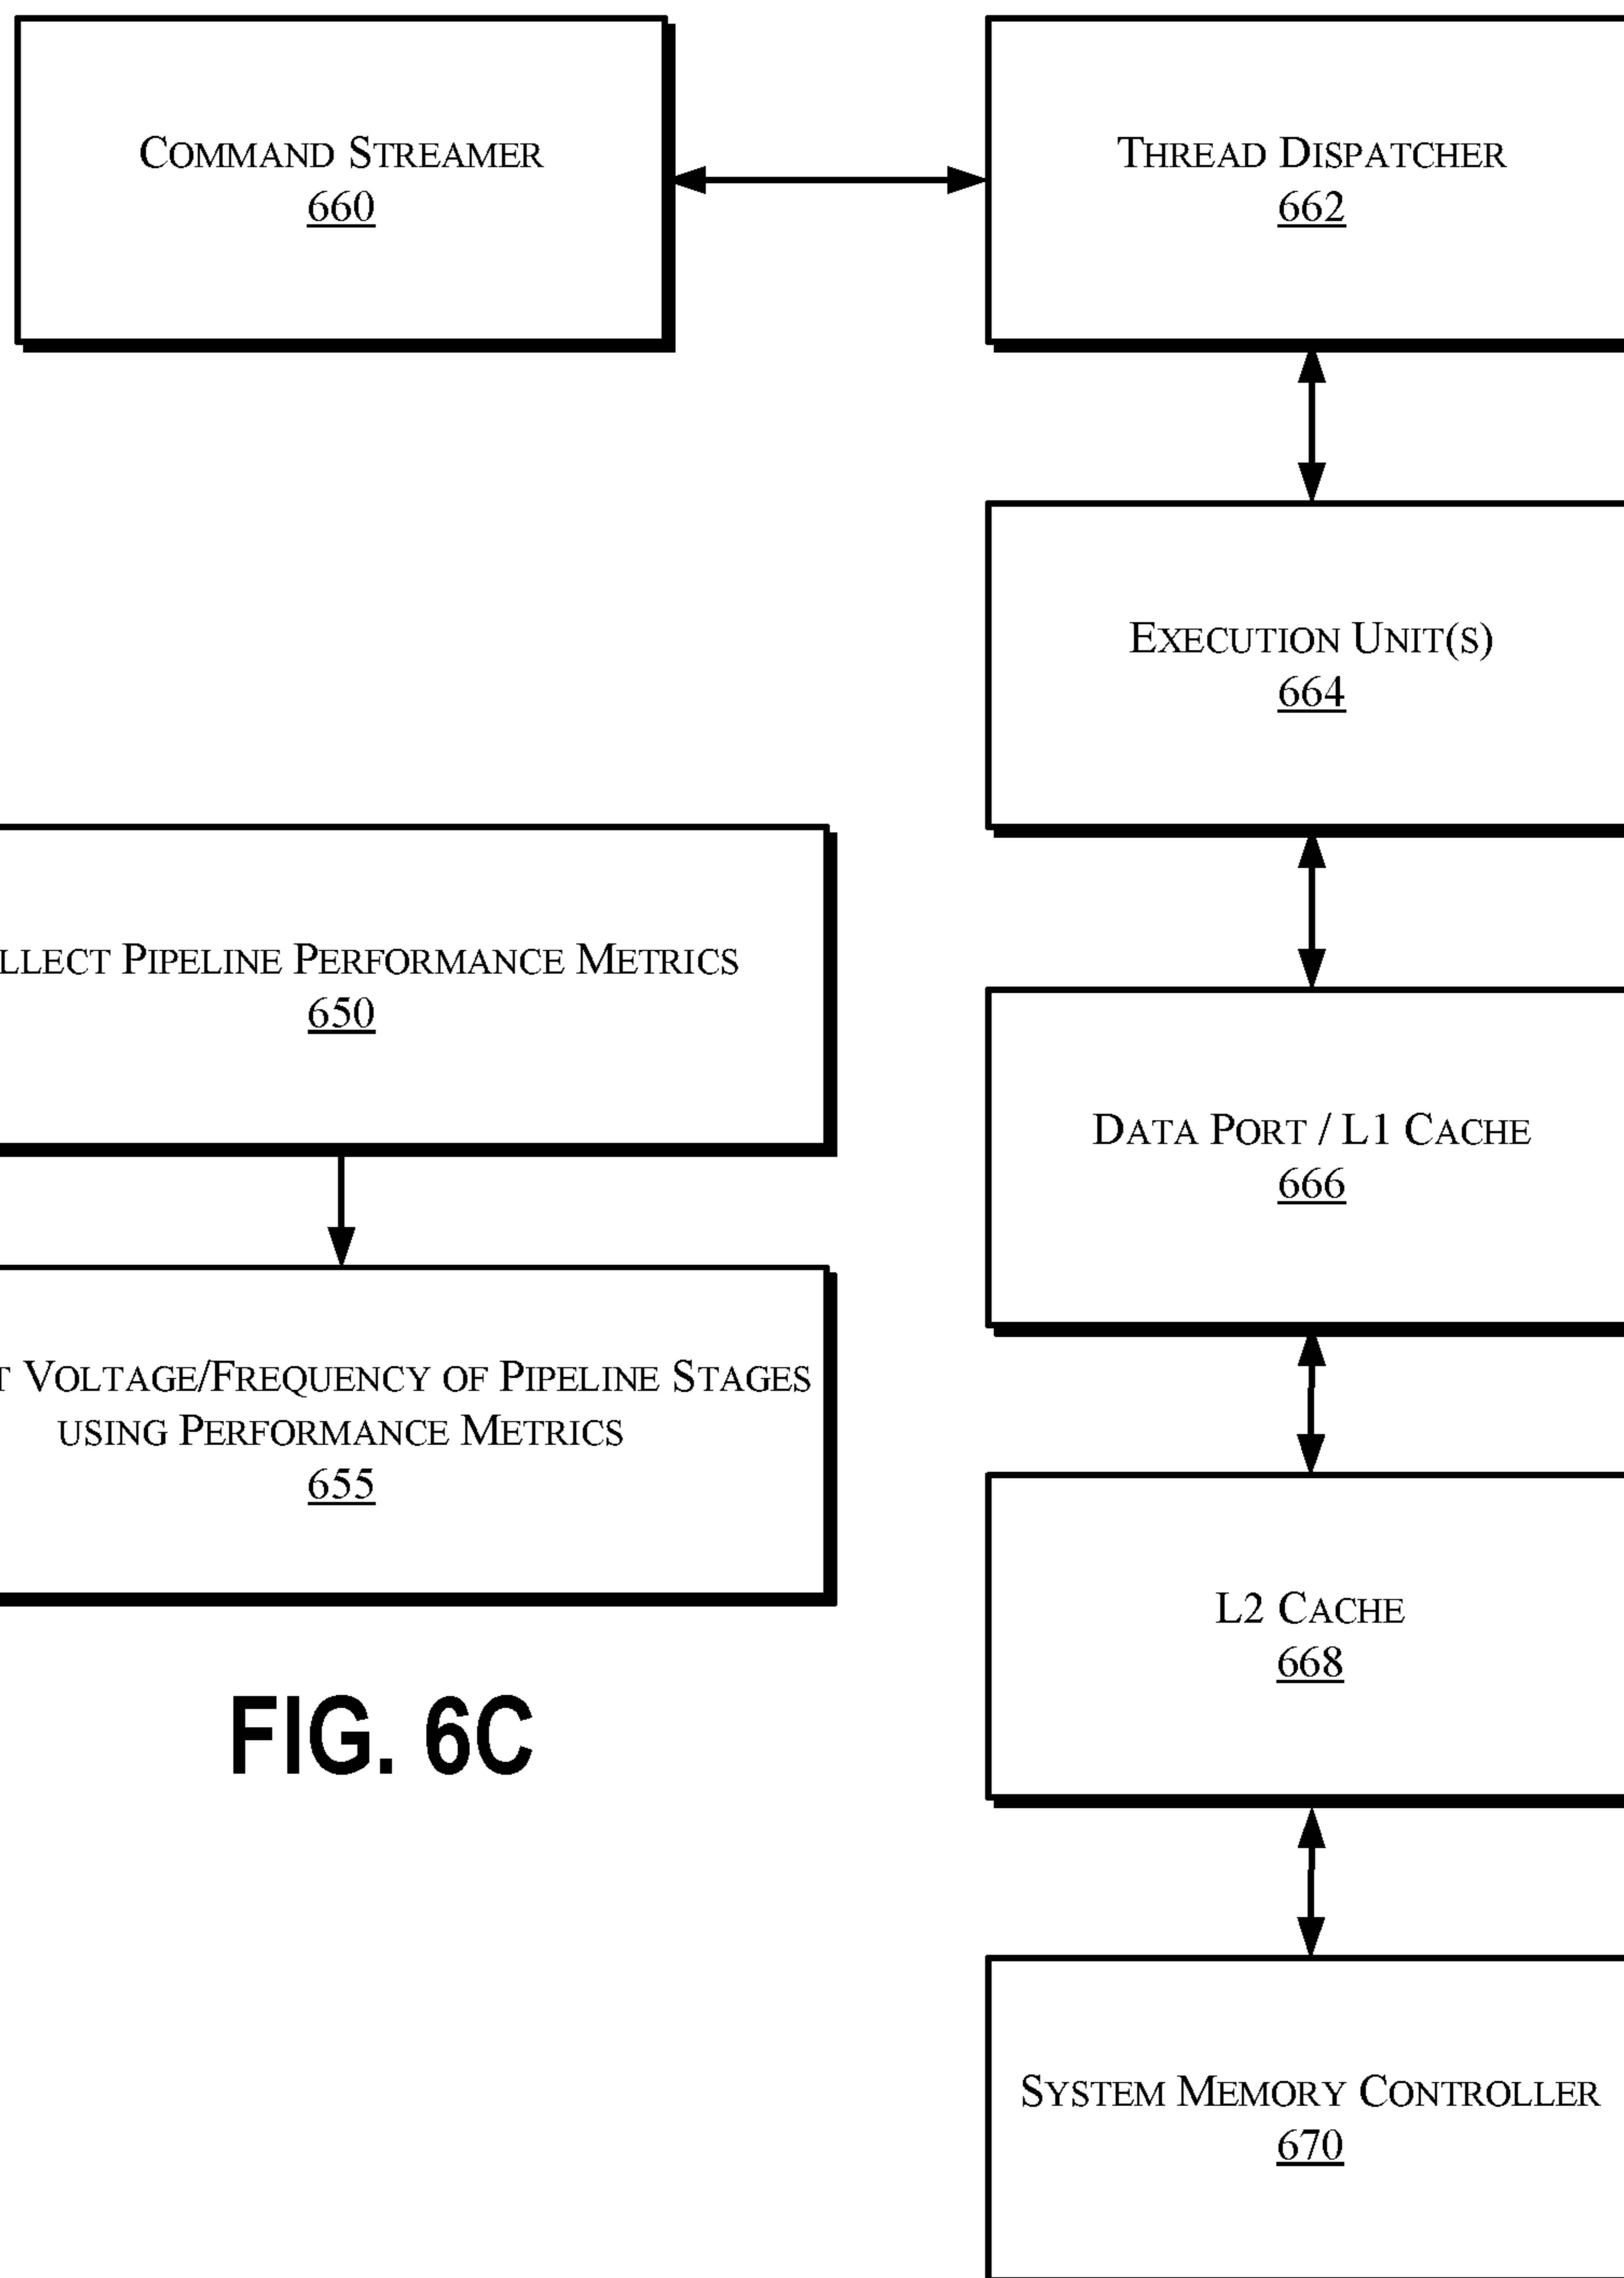 COMMAND STREAMER
660
THREAD DISPATCHER
662
EXECUTION UNIT(S)
664
LLECT PIPELINE PERFORMANCE METRICS
650
DATA PORT / L1 CACHE
666
T VOLTAGE/FREQUENCY OF PIPELINE STAGES
USING PERFORMANCE METRICS
655
L2 CACHE
668
FIG. 6C
SYSTEM MEMORY CONTROLLER
670